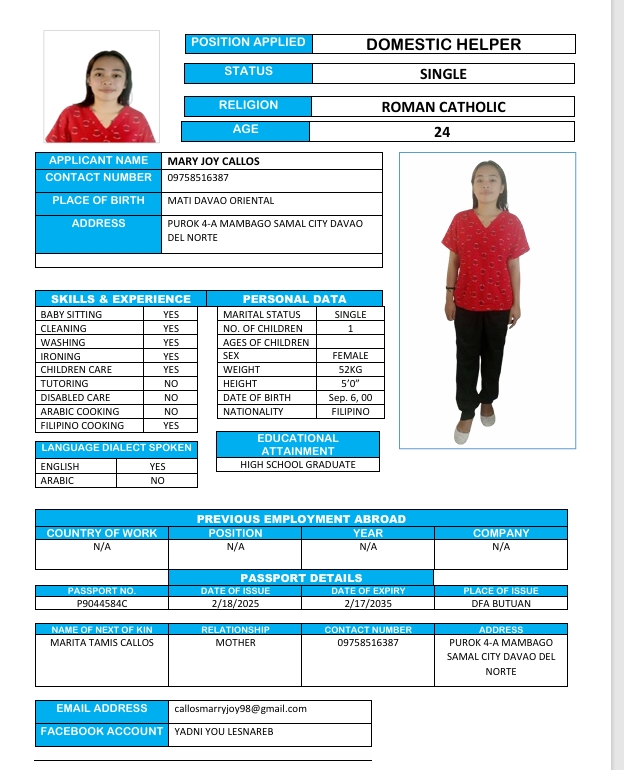 POSITION APPLIED DOMESTIC HELPER
STATUS SINGLE
RELIGION ROMAN CATHOLIC
AGE 24
APPLICANT NAME MARY JOY CALLOS
CONTACT NUMBER 09758516387
PLACE OF BIRTH MATI DAVAO ORIENTAL
ADDRESS PUROK 4-A MAMBAGO SAMAL CITY DAVAO
DEL NORTE
SKILLS & EXPERIENCE PERSONAL DATA
BABY SITTING YES MARITAL STATUS SINGLE
CLEANING YES NO. OF CHILDREN 1
WASHING YES AGES OF CHILDREN
IRONING YES SEX FEMALE
CHILDREN CARE YES WEIGHT 52KG
TUTORING NO HEIGHT 5’0”
DISABLED CARE NO DATE OF BIRTH Sep. 6, 00
ARABIC COOKING NO NATIONALITY FILIPINO
FILIPINO COOKING YES
LANGUAGE DIALECT SPOKEN
ENGLISH YES
ARABIC NO
EDUCATIONAL
ATTAINMENT
HIGH SCHOOL GRADUATE
PREVIOUS EMPLOYMENT ABROAD
COUNTRY OF WORK POSITION YEAR COMPANY
N/A N/A N/A N/A
PASSPORT DETAILS
PASSPORT NO. DATE OF ISSUE DATE OF EXPIRY PLACE OF ISSUE
P9044584C 2/18/2025 2/17/2035 DFA BUTUAN
NAME OF NEXT OF KIN RELATIONSHIP CONTACT NUMBER ADDRESS
MARITA TAMIS CALLOS MOTHER 09758516387 PUROK 4-A MAMBAGO
SAMAL CITY DAVAO DEL
NORTE
EMAIL ADDRESS callosmarryjoy98@gmail.com
FACEBOOK ACCOUNT YADNI YOU LESNAREB